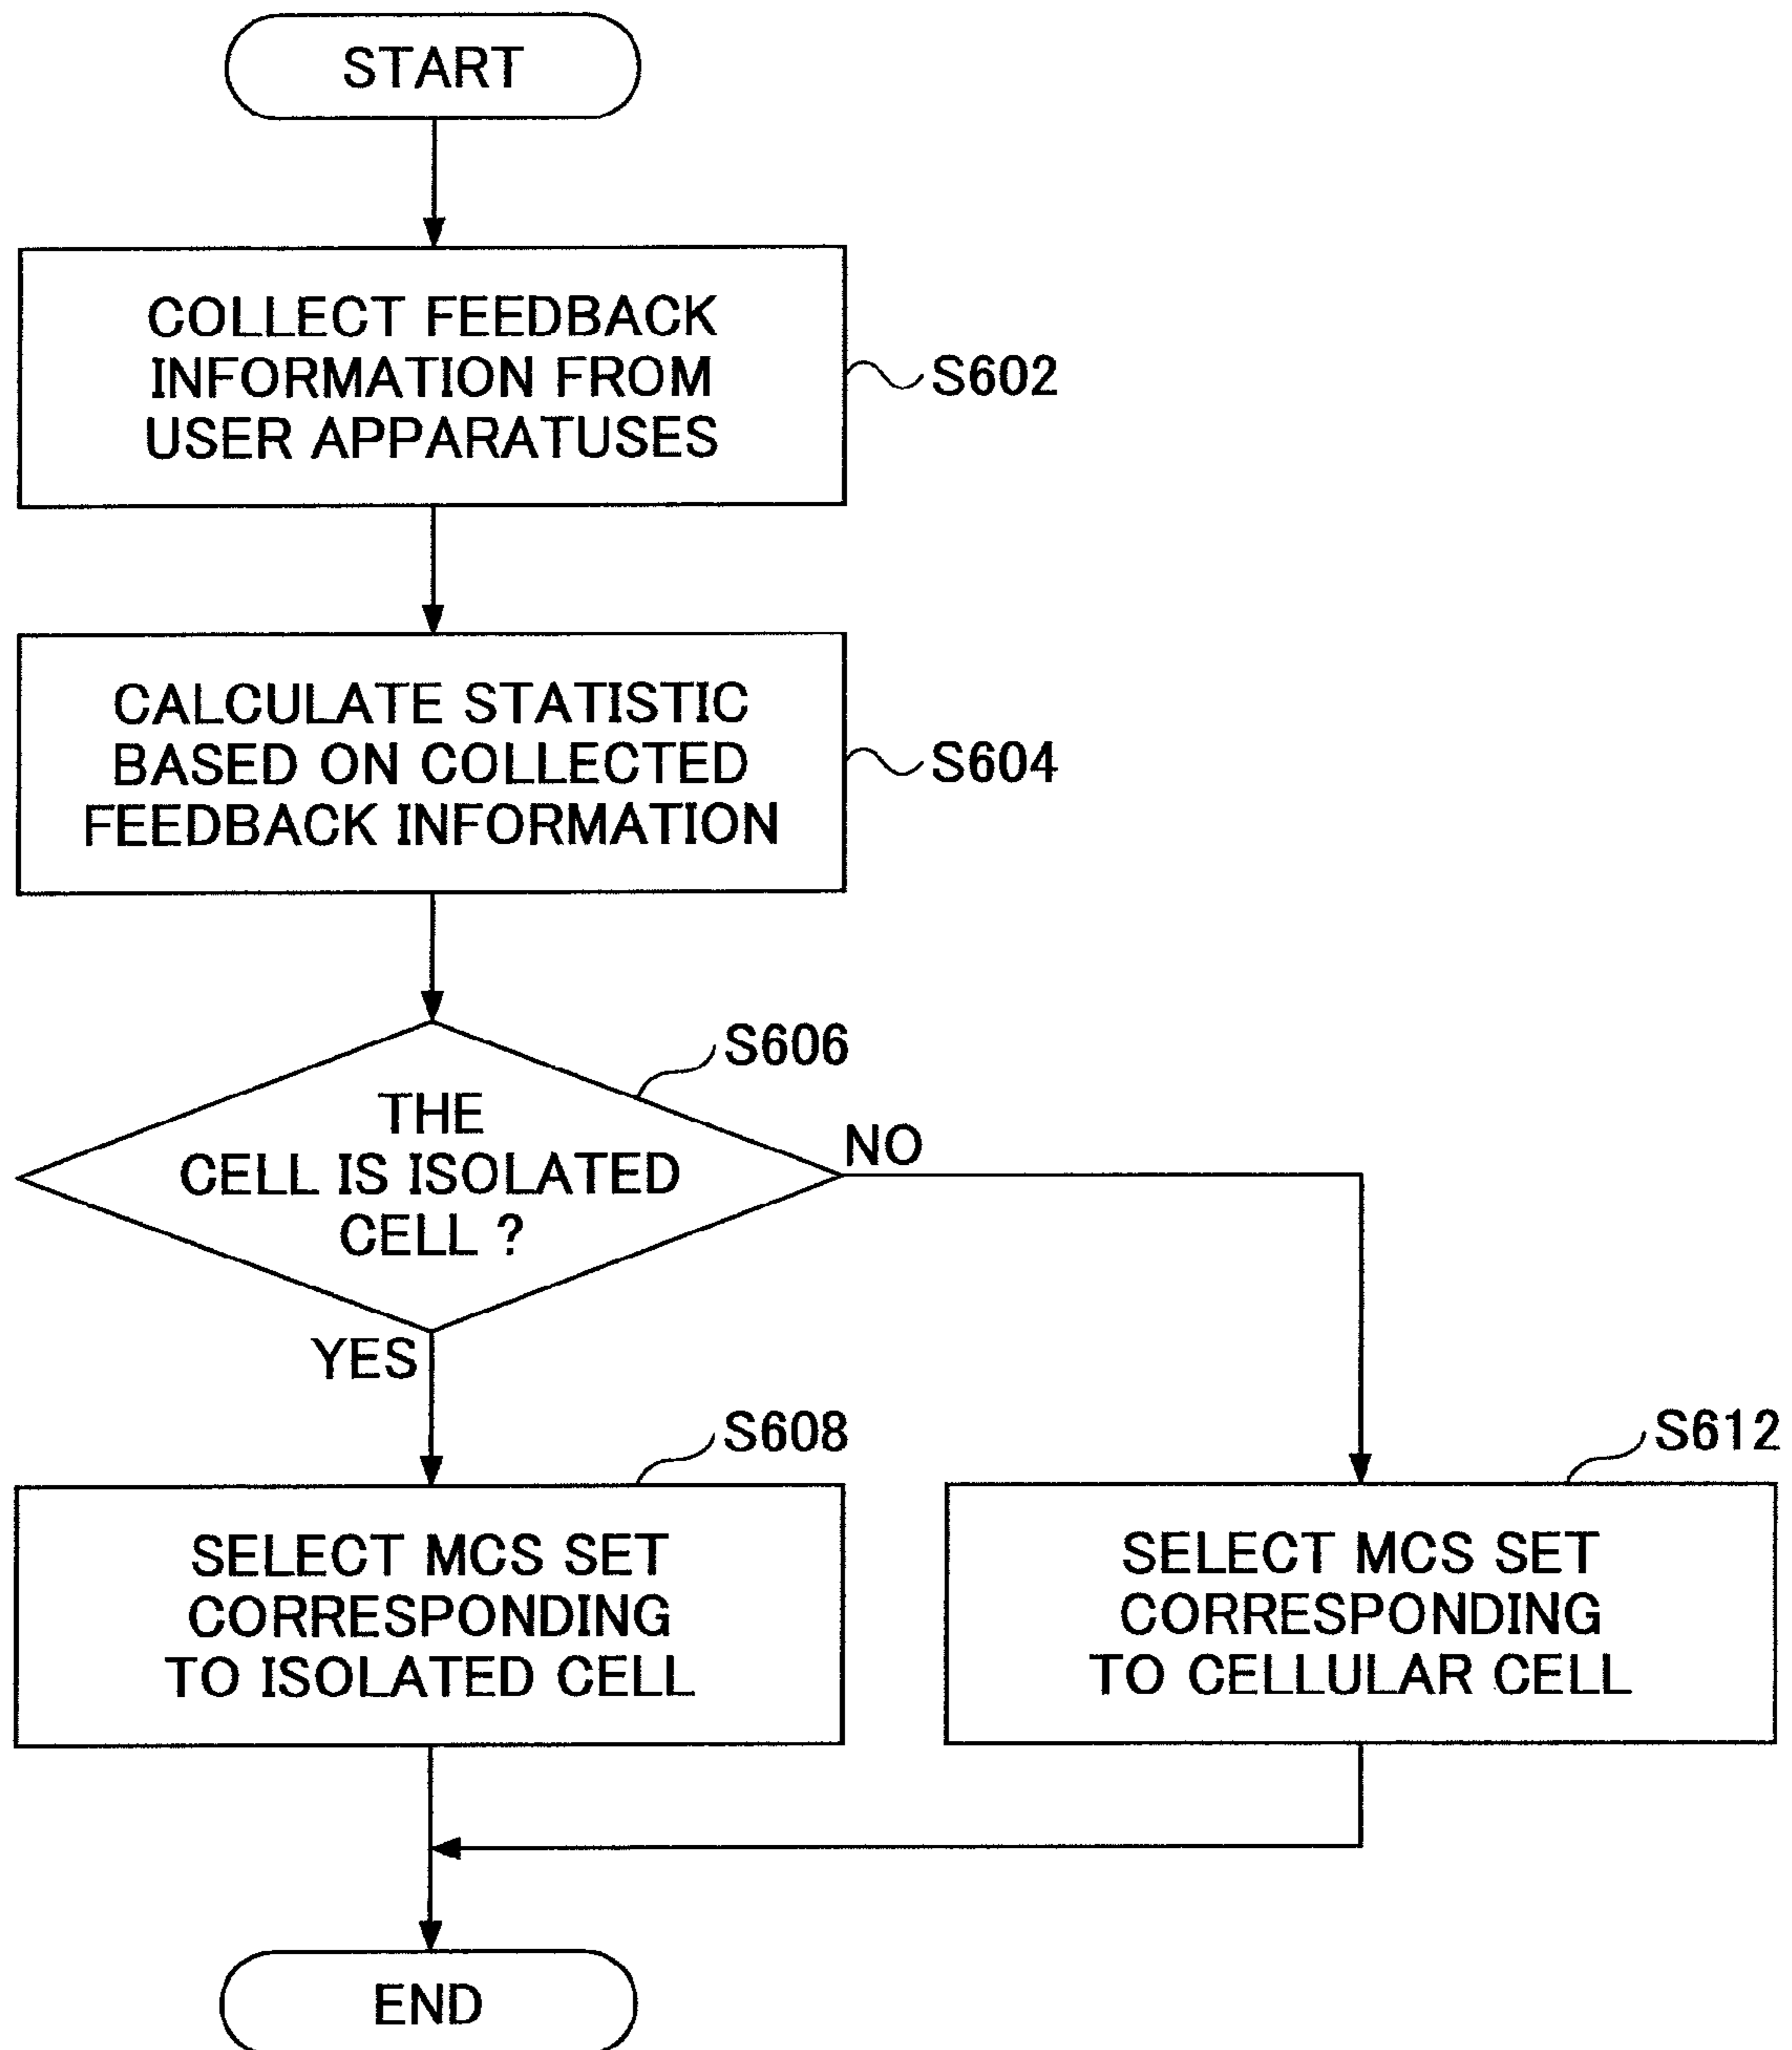 START
COLLECT FEEDBACK
INFORMATION FROM
USER APPARATUSES
S602
CALCULATE STATISTIC
BASED ON COLLECTED
FEEDBACK INFORMATION
S604
S606
THE
CELL IS ISOLATED
CELL ?
NO
YES
S608
SELECT MCS SET
CORRESPONDING
TO ISOLATED CELL
S612
SELECT MCS SET
CORRESPONDING
TO CELLULAR CELL
END